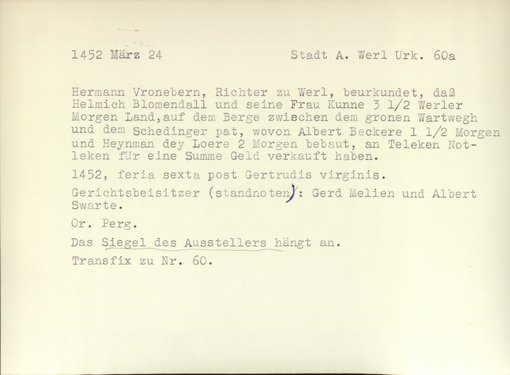 1452 März 24 Stadt A. Werl Urk. 60a
Hermann Vronebern, Richter zu Werl, beurkundet, daß
Helmich Blomendall und seine Frau Kunne 3 1/2 Werler
Morgen Land,auf dem Berge zwischen dem gronen Wartwegh
und dem Schedinger pat, wovon Albert Beckere 1 1/2 Morgen
und Heynman dey Loere 2 Morgen bebaut, an Teleken Not-
leken für eine Summe Geld verkauft haben.
1452, feria sexta post Gertrudis virginis.
Gerichtsbeisitzer (standnoten): Gerd Melien und Albert
Swarte.
Or. Perg.
Das Siegel des Ausstellers hängt an.
Transfix zu Nr. 60.